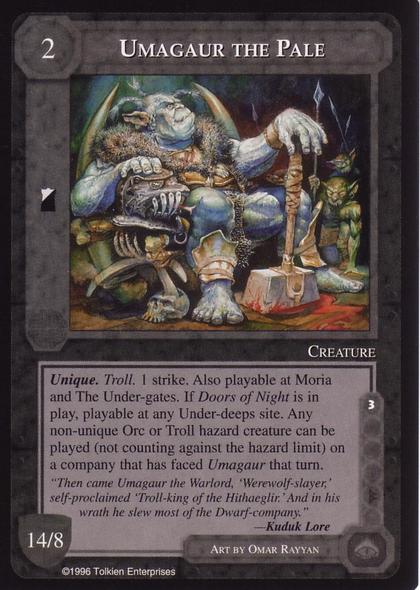 2
UMAGAUR THE PALE
CREATURE
Unique. Troll. 1 strike. Also playable at Moria
and The Under-gates. If Doors of Night is in
play, playable at any Under-deeps site. Any
non-unique Orc or Troll hazard creature can be
played (not counting against the hazard limit) on
a company that has faced Umagaur that turn.
"Then came Umagaur the Warlord, 'Werewolf-slayer,'
self-proclaimed 'Troll-king of the Hithaeglir.' And in his
wrath he slew most of the Dwarf-company."
—Kuduk Lore
3
14/8
ART BY OMAR RAYYAN
©1996 Tolkien Enterprises